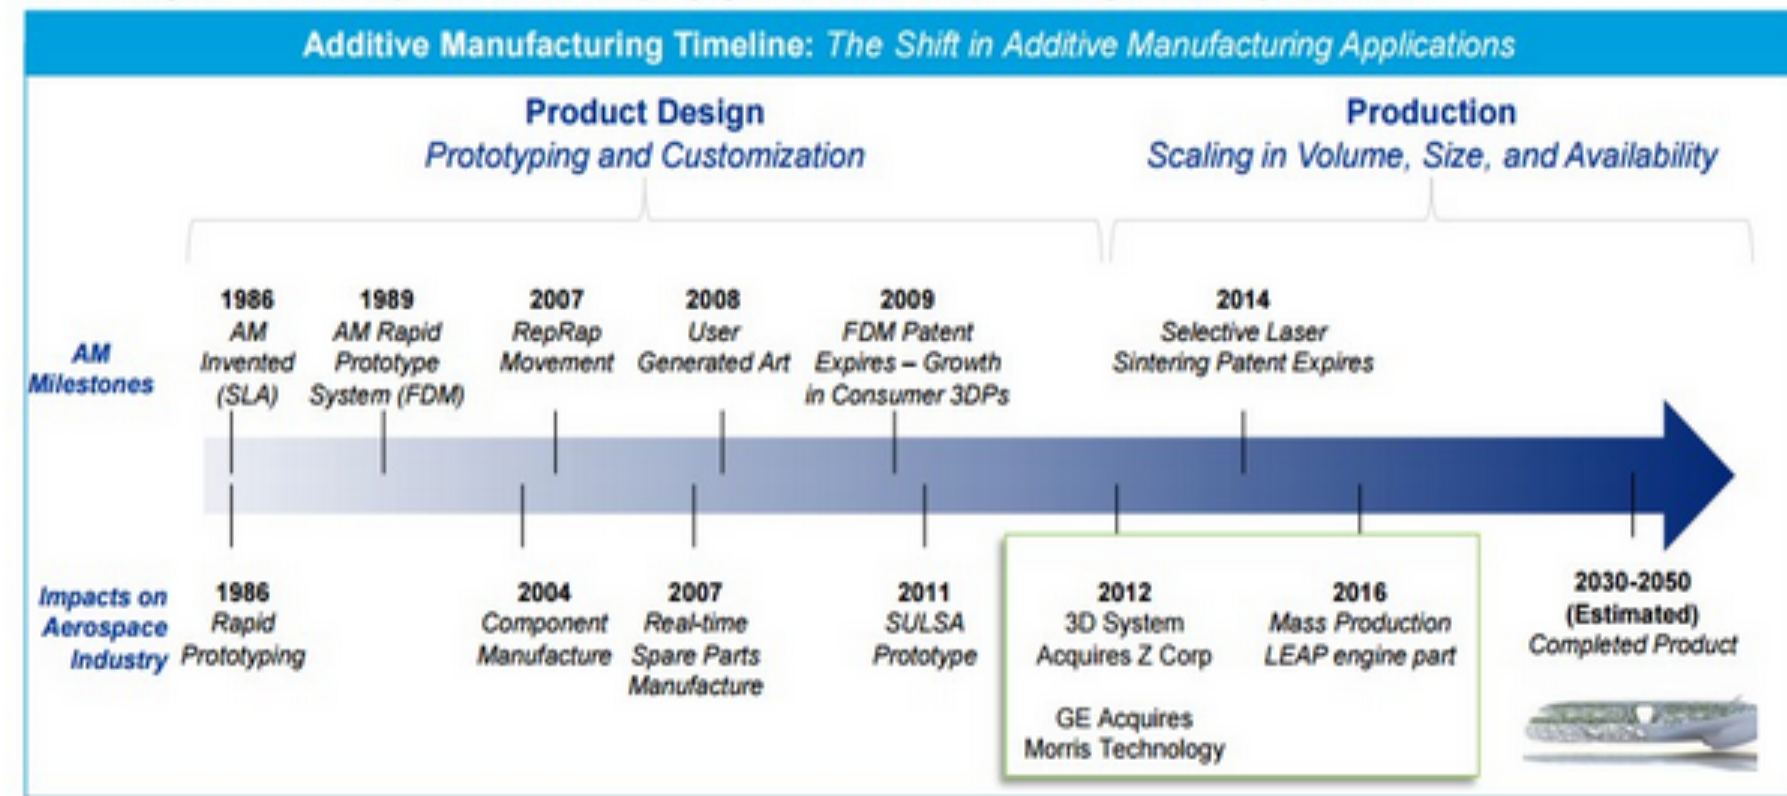 Additive Manufacturing Timeline: The Shift in Additive Manufacturing Applications
Product Design
Prototyping and Customization
Production
Scaling in Volume, Size, and Availability
AM
Milestones
1986
AM
Invented
(SLA)
1989
AM Rapid
Prototype
System (FDM)
2007
RepRap
Movement
2008
User
Generated Art
2009
FDM Patent
Expires – Growth
in Consumer 3DPs
2014
Selective Laser
Sintering Patent Expires
Impacts on
Aerospace
Industry
1986
Rapid
Prototyping
2004
Component
Manufacture
2007
Real-time
Spare Parts
Manufacture
2011
SULSA
Prototype
2012
3D System
Acquires Z Corp
GE Acquires
Morris Technology
2016
Mass Production
LEAP engine part
2030-2050
(Estimated)
Completed Product